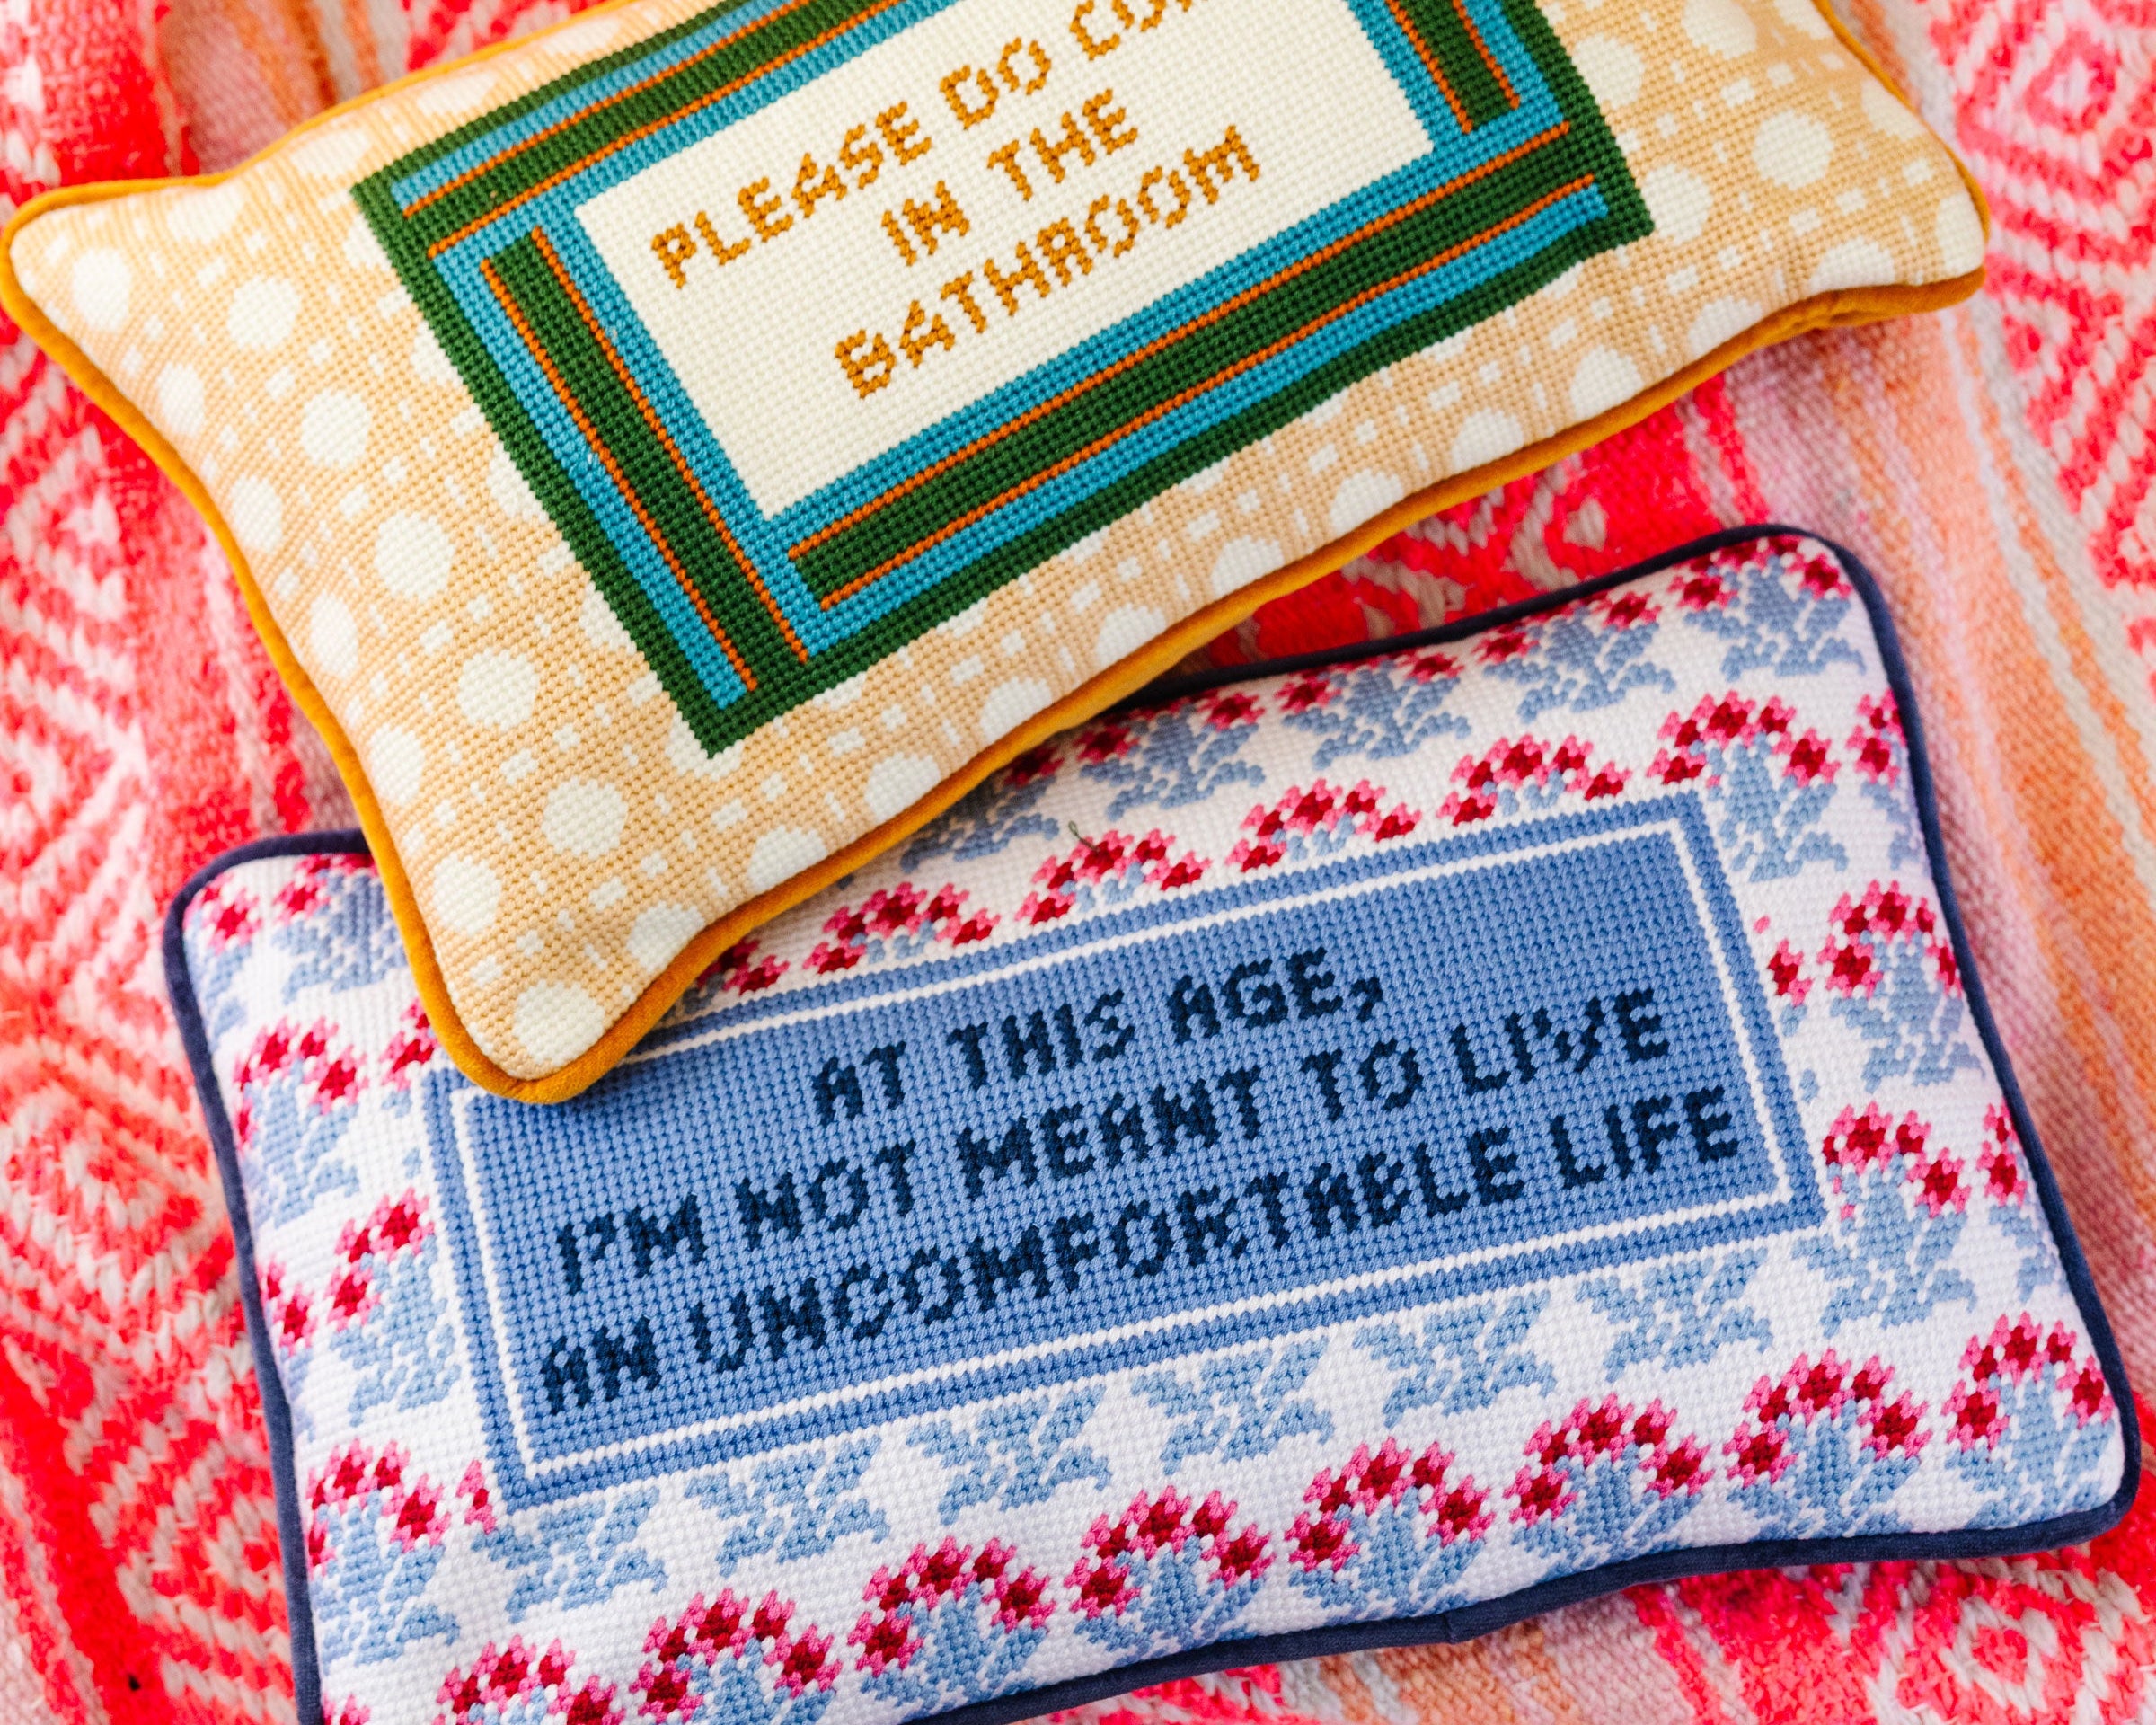 PLEASE DO
IN THE
BATHROOM
AT THIS AGE,
I'M NOT MEANT TO LIVE
AN UNCOMFORTABLE LIFE